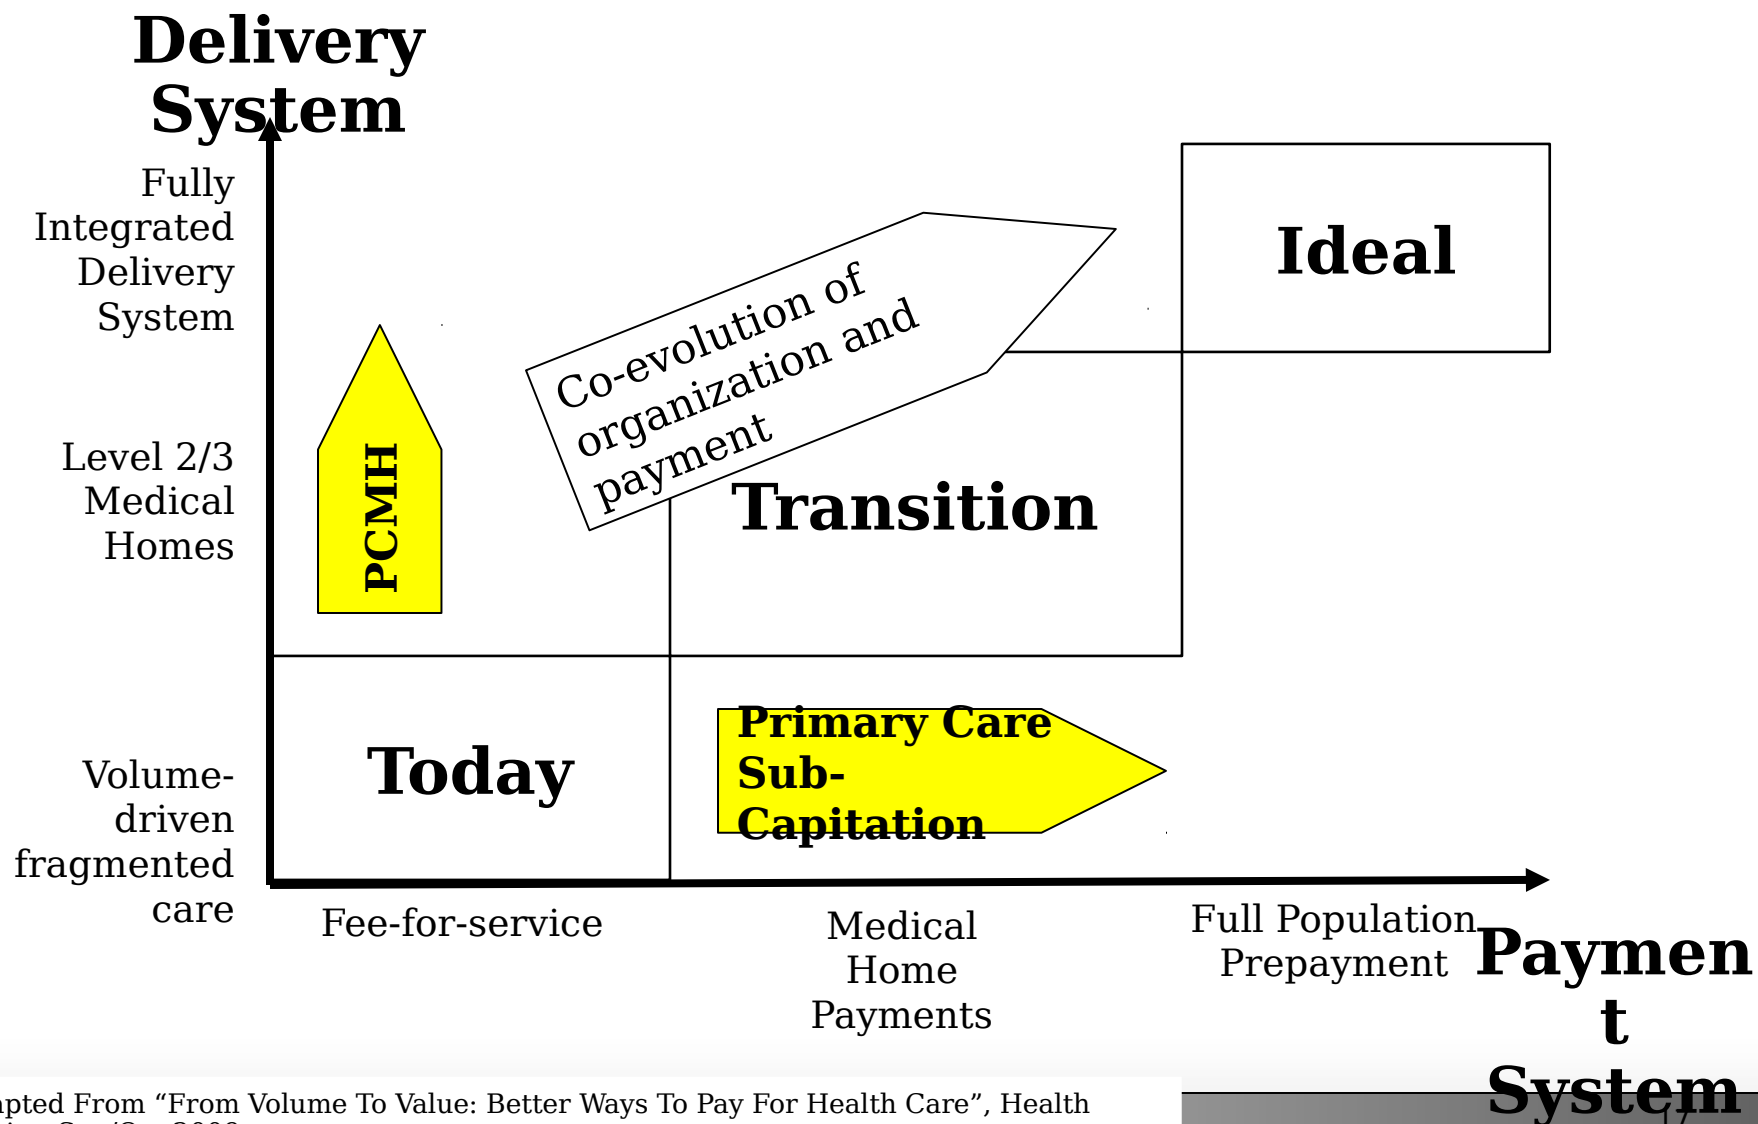 Delivery
System
Fully
Integrated
Delivery
System
Ideal
Co-evolution of
organization and
payment
Level 2/3
Medical
Homes
PCMH
Transition
Primary Care
Sub-
Capitation
Today
Volume-
driven
fragmented
care
Fee-for-service
Medical
Home
Payments
Full Population
Prepayment
Paymen
t
System
From “From Volume To Value: Better Ways To Pay For Health Care”, Health